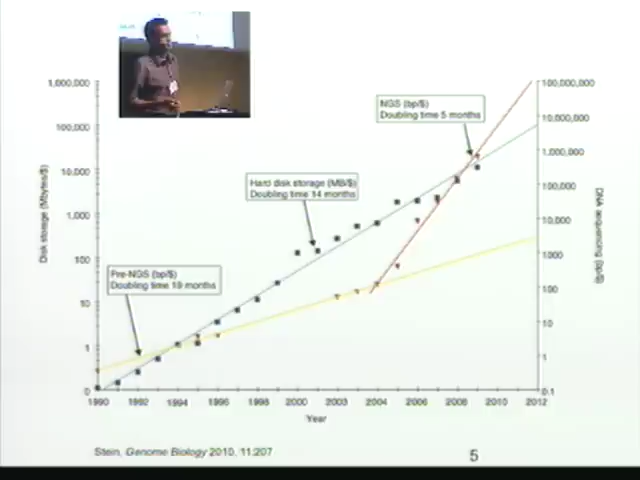 1,000,000
100,000
10,000
1,000
100
10
1
0
Disk storage (Mbytes/$)
NGS (bp/$)
Doubling time 5 months
Hard disk storage (MB/$)
Doubling time 14 months
Pre-NGS (bp/$)
Doubling time 19 months
100,000,000
10,000,000
1,000,000
100,000
10,000
1000
100
10
1
0.1
DNA sequencing (bp/$)
1990 1992 1994 1996 1998 2000 2003 2004 2006 2008 2010 2012
Year
Stein, Genome Biology 2010, 11:207
5